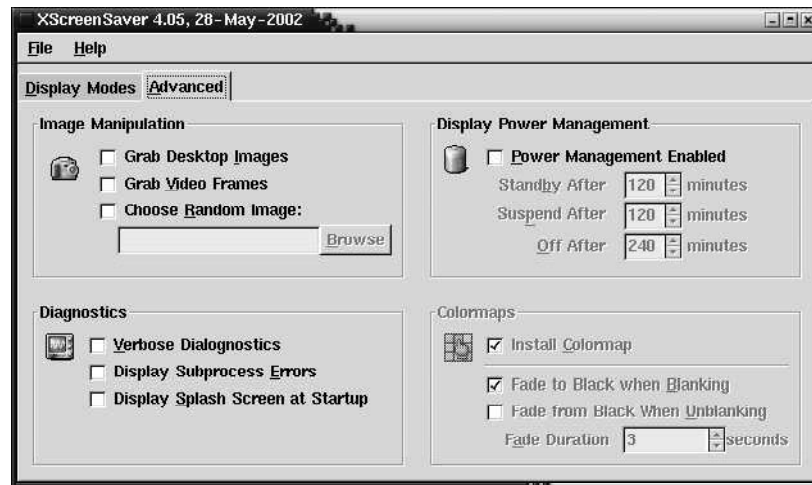 XScreenSaver 4.05, 28-May-2002
File Help
Display Modes Advanced
Image Manipulation
Grab Desktop Images
Grab Video Frames
Choose Random Image:
Browse
Display Power Management
Power Management Enabled
Standby After 120 minutes
Suspend After 120 minutes
Off After 240 minutes
Diagnostics
Verbose Dialognostics
Display Subprocess Errors
Display Splash Screen at Startup
Colormaps
Install Colormap
Fade to Black when Blanking
Fade from Black When Unblanking
Fade Duration 3 seconds